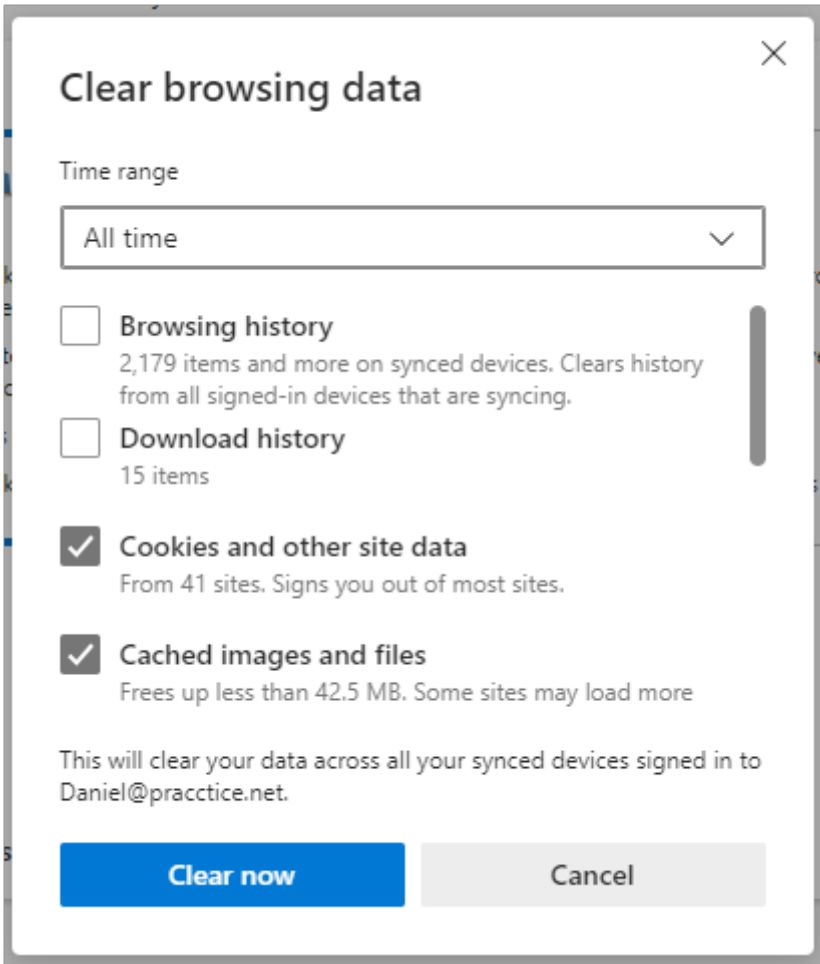 Clear browsing data
Time range
All time
Browsing history
2,179 items and more on synced devices. Clears history
from all signed-in devices that are syncing.
Download history
15 items
Cookies and other site data
From 41 sites. Signs you out of most sites.
Cached images and files
Frees up less than 42.5 MB. Some sites may load more
This will clear your data across all your synced devices signed in to
Daniel@pracctice.net.
Clear now
Cancel